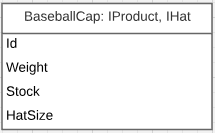 BaseballCap: IProduct, IHat
Id
Weight
Stock
HatSize